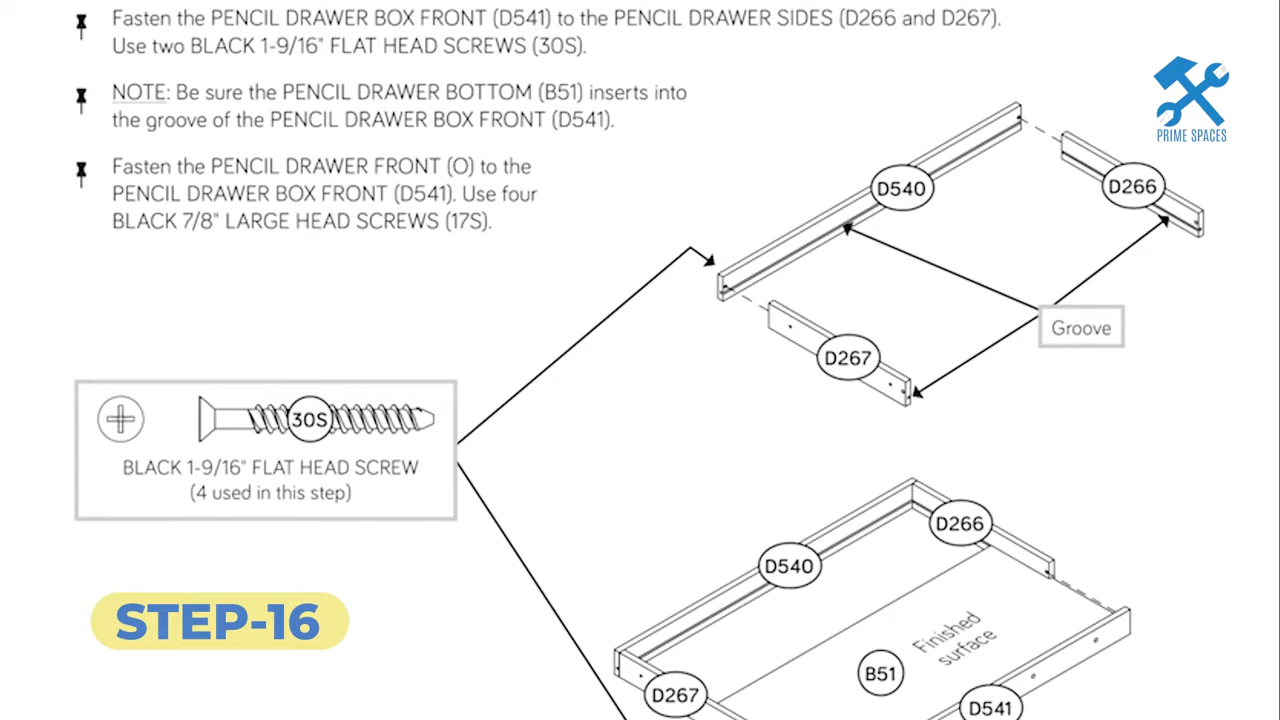 Fasten the PENCIL DRAWER BOX FRONT (D541) to the PENCIL DRAWER SIDES (D266 and D267).
Use two BLACK 1-9/16" FLAT HEAD SCREWS (30S).
NOTE: Be sure the PENCIL DRAWER BOTTOM (B51) inserts into
the groove of the PENCIL DRAWER BOX FRONT (D541).
Fasten the PENCIL DRAWER FRONT (O) to the
PENCIL DRAWER BOX FRONT (D541). Use four
BLACK 7/8" LARGE HEAD SCREWS (17S).
PRIME SPACES
D540
D266
Groove
D267
30S
BLACK 1-9/16" FLAT HEAD SCREW
(4 used in this step)
D266
D540
STEP-16
Finished
surface
B51
D267
D541